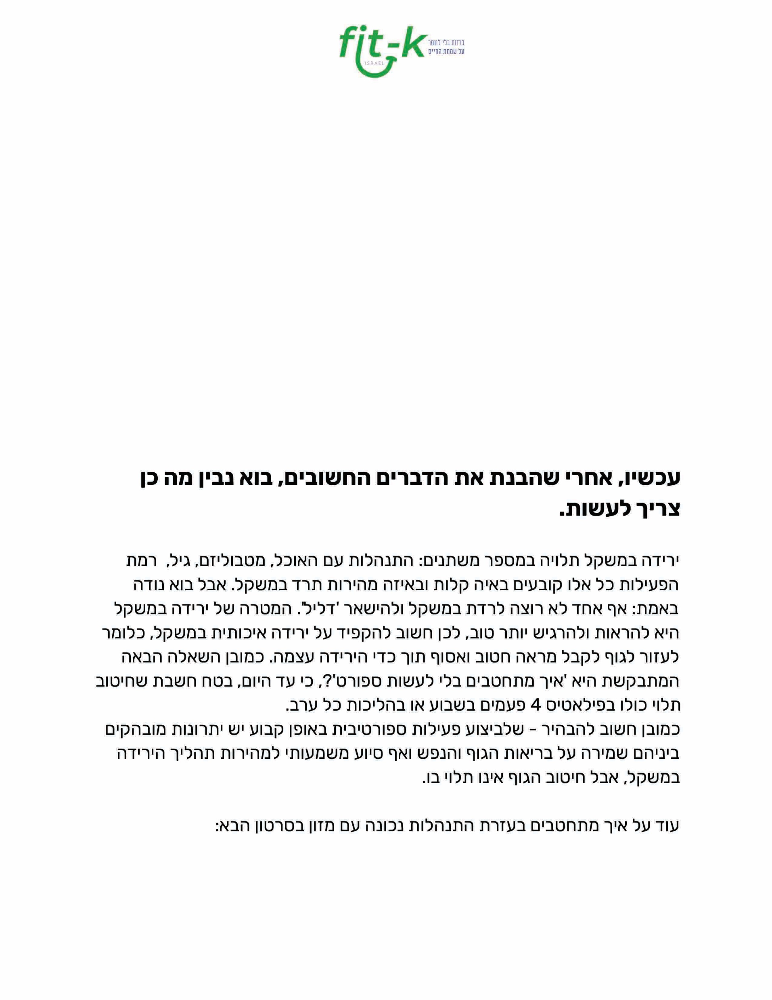 fit-k
ISRAEL
לרזות בלי לוותר
על שמחת החיים
עכשיו, אחרי שהבנת את הדברים החשובים, בוא נבין מה כן
צריך לעשות.
ירידה במשקל תלויה במספר משתנים: התנהלות עם האוכל, מטבוליזם, גיל,  רמת
הפעילות כל אלו קובעים באיה קלות ובאיזה מהירות תרד במשקל. אבל בוא נודה
באמת: אף אחד לא רוצה לרדת במשקל ולהישאר 'דליל'. המטרה של ירידה במשקל
היא להראות ולהרגיש יותר טוב, לכן חשוב להקפיד על ירידה איכותית במשקל, כלומר
לעזור לגוף לקבל מראה חטוב ואסוף תוך כדי הירידה עצמה. כמובן השאלה הבאה
המתבקשת היא 'איך מתחטבים בלי לעשות ספורט'?, כי עד היום, בטח חשבת שחיטוב
תלוי כולו בפילאטיס 4 פעמים בשבוע או בהליכות כל ערב.
כמובן חשוב להבהיר – שלביצוע פעילות ספורטיבית באופן קבוע יש יתרונות מובהקים
ביניהם שמירה על בריאות הגוף והנפש ואף סיוע משמעותי למהירות תהליך הירידה
במשקל, אבל חיטוב הגוף אינו תלוי בו.
עוד על איך מתחטבים בעזרת התנהלות נכונה עם מזון בסרטון הבא: